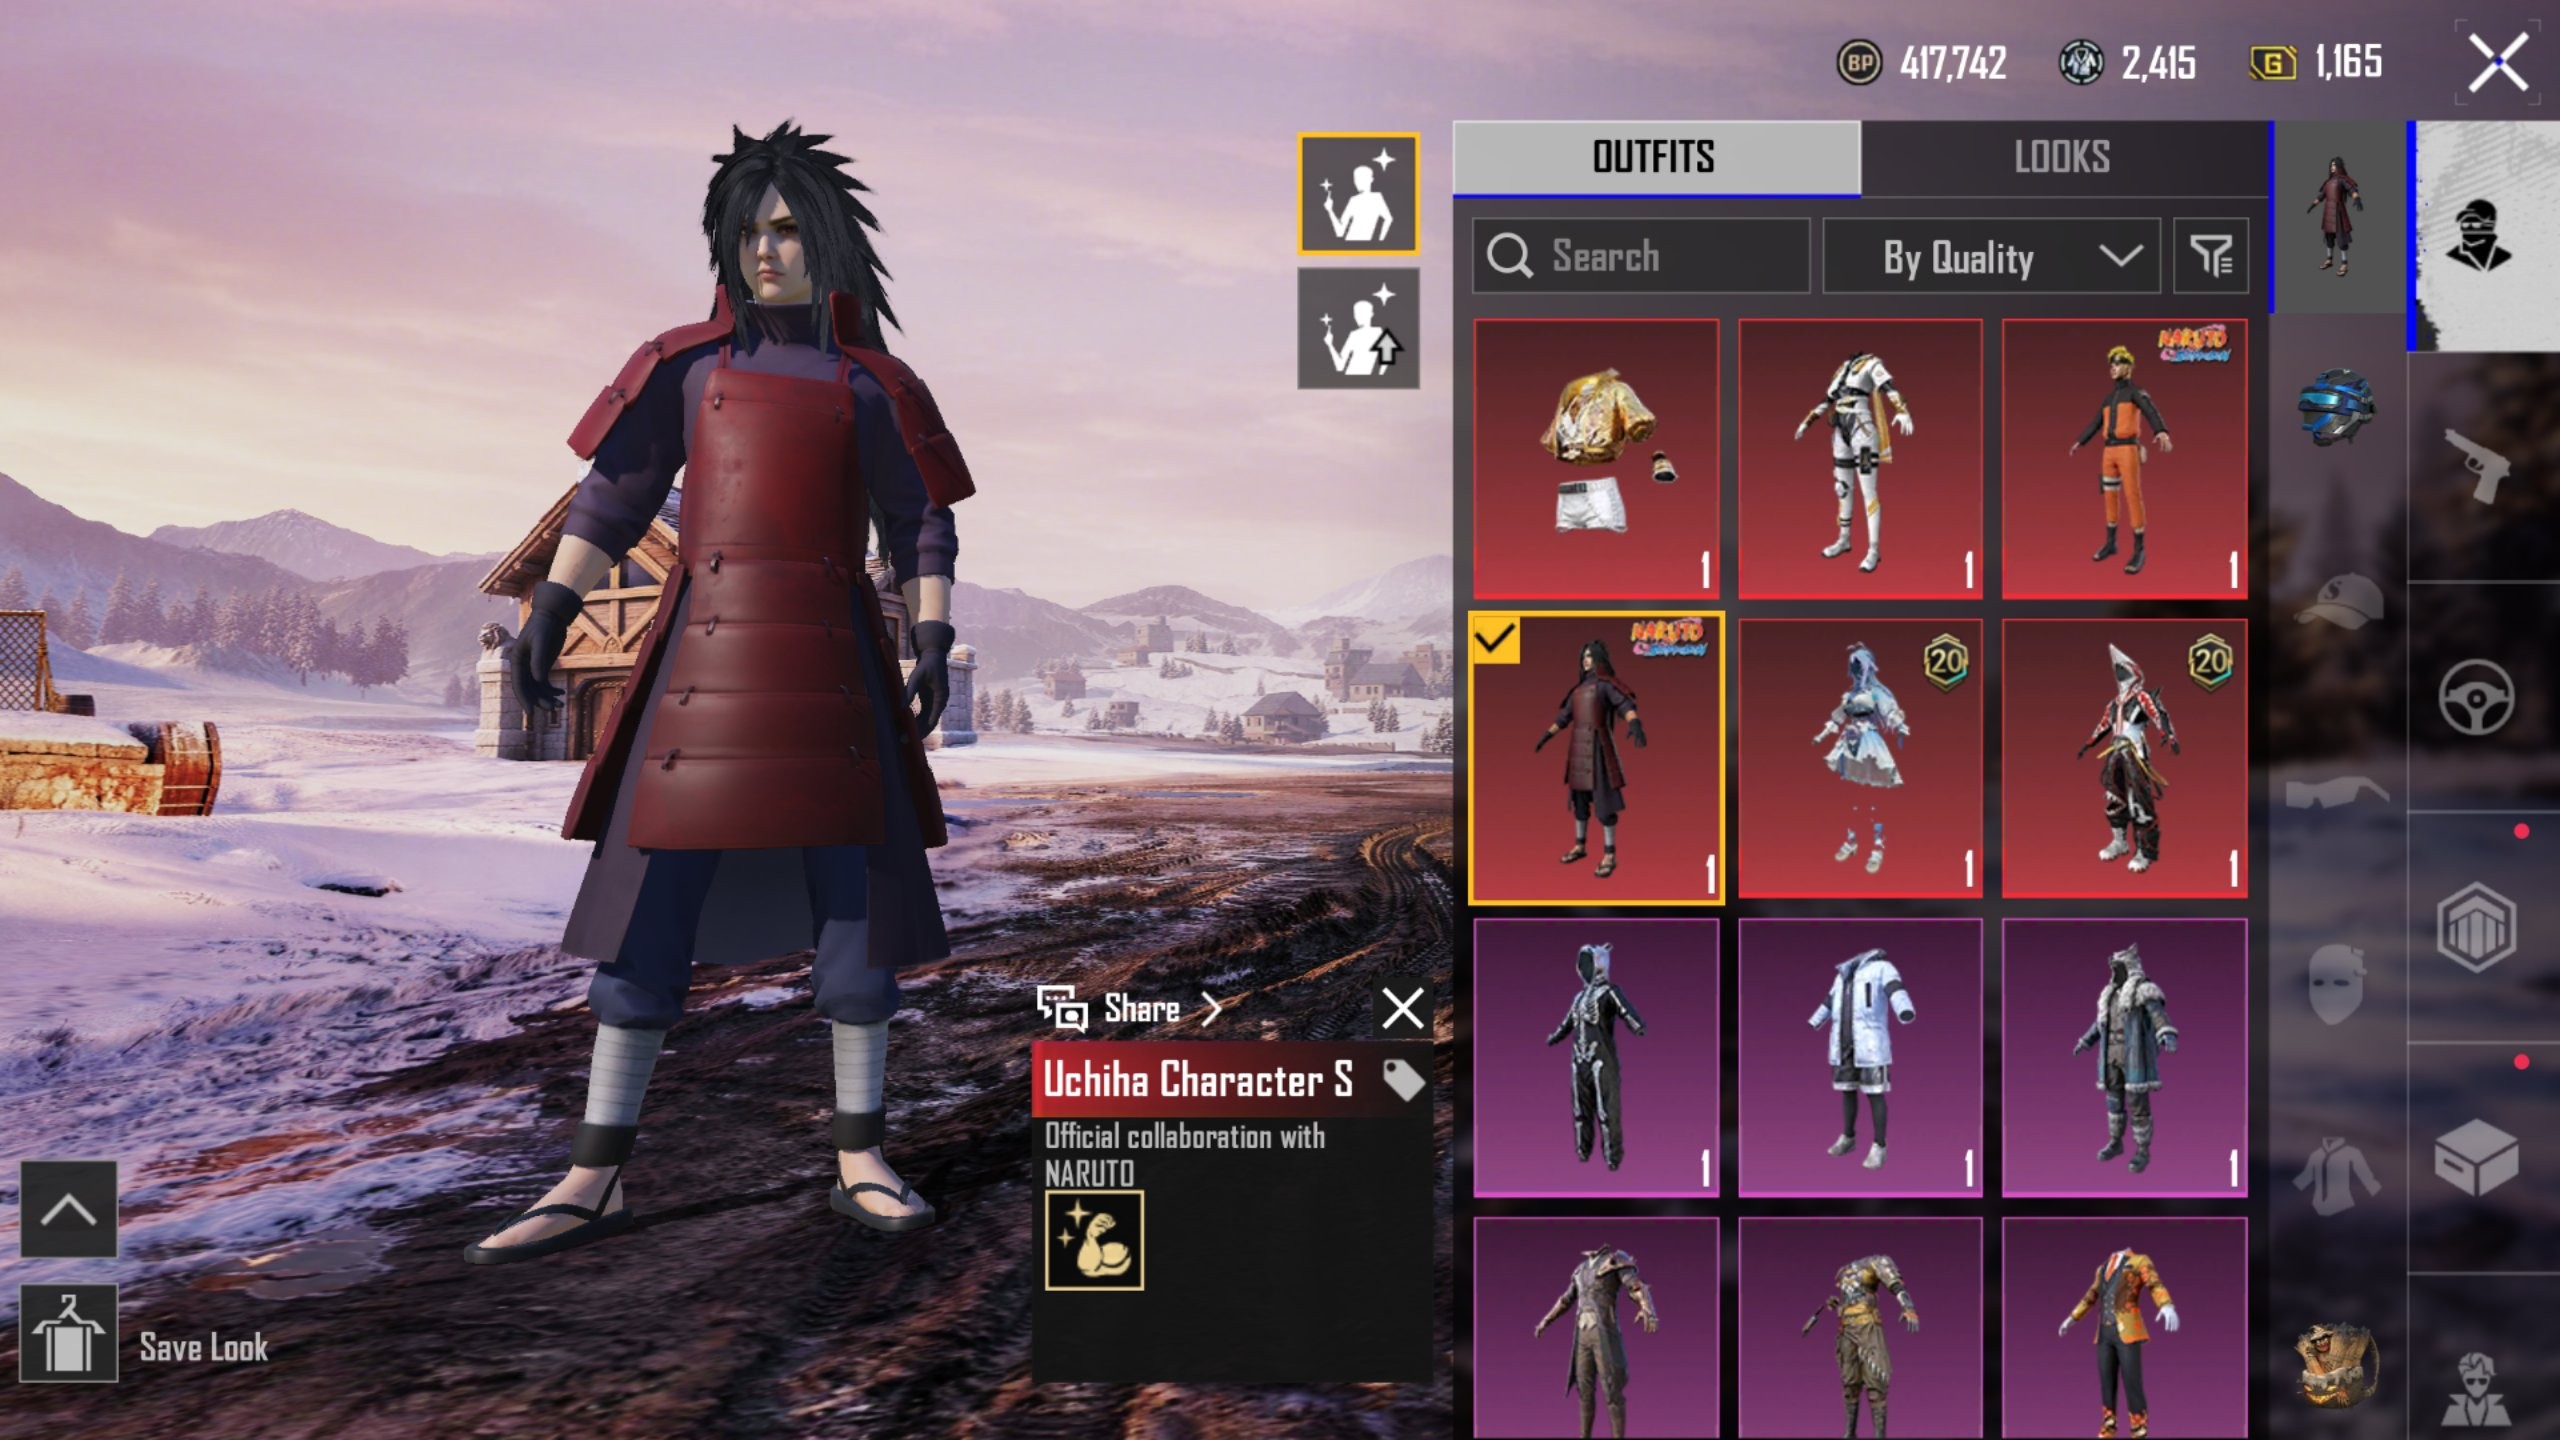 BP 417,742
2,415
G 1,165
OUTFITS
LOOKS
Search
By Quality
NARUTO
1
1
1
NARUTO
20
20
1
1
1
1
1
1
Share
Uchiha Character S
Official collaboration with
NARUTO
Save Look